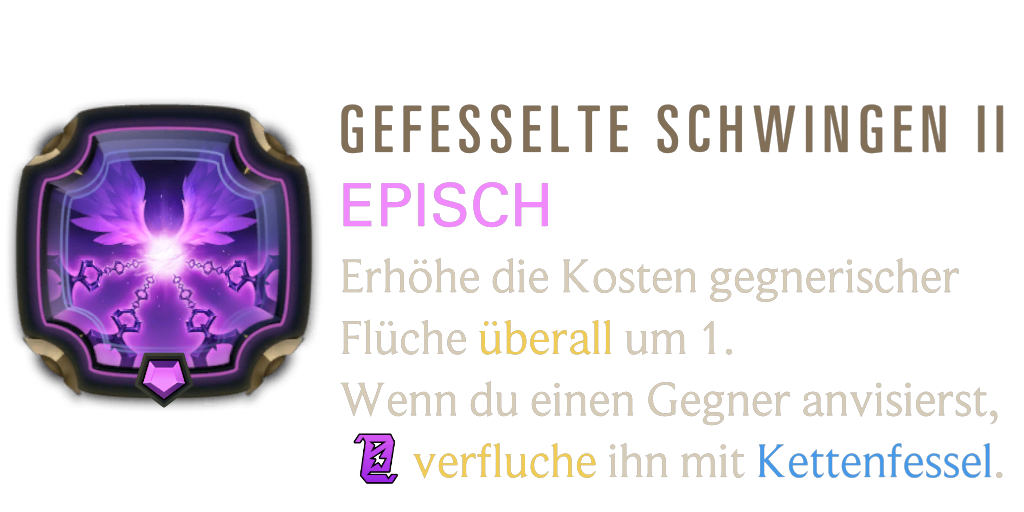 GEFESSELTE SCHWINGEN II
EPISCH
Erhöhe die Kosten gegnerischer
Flüche überall um 1.
Wenn du einen Gegner anvisierst,
verfluche ihn mit Kettenfessel.